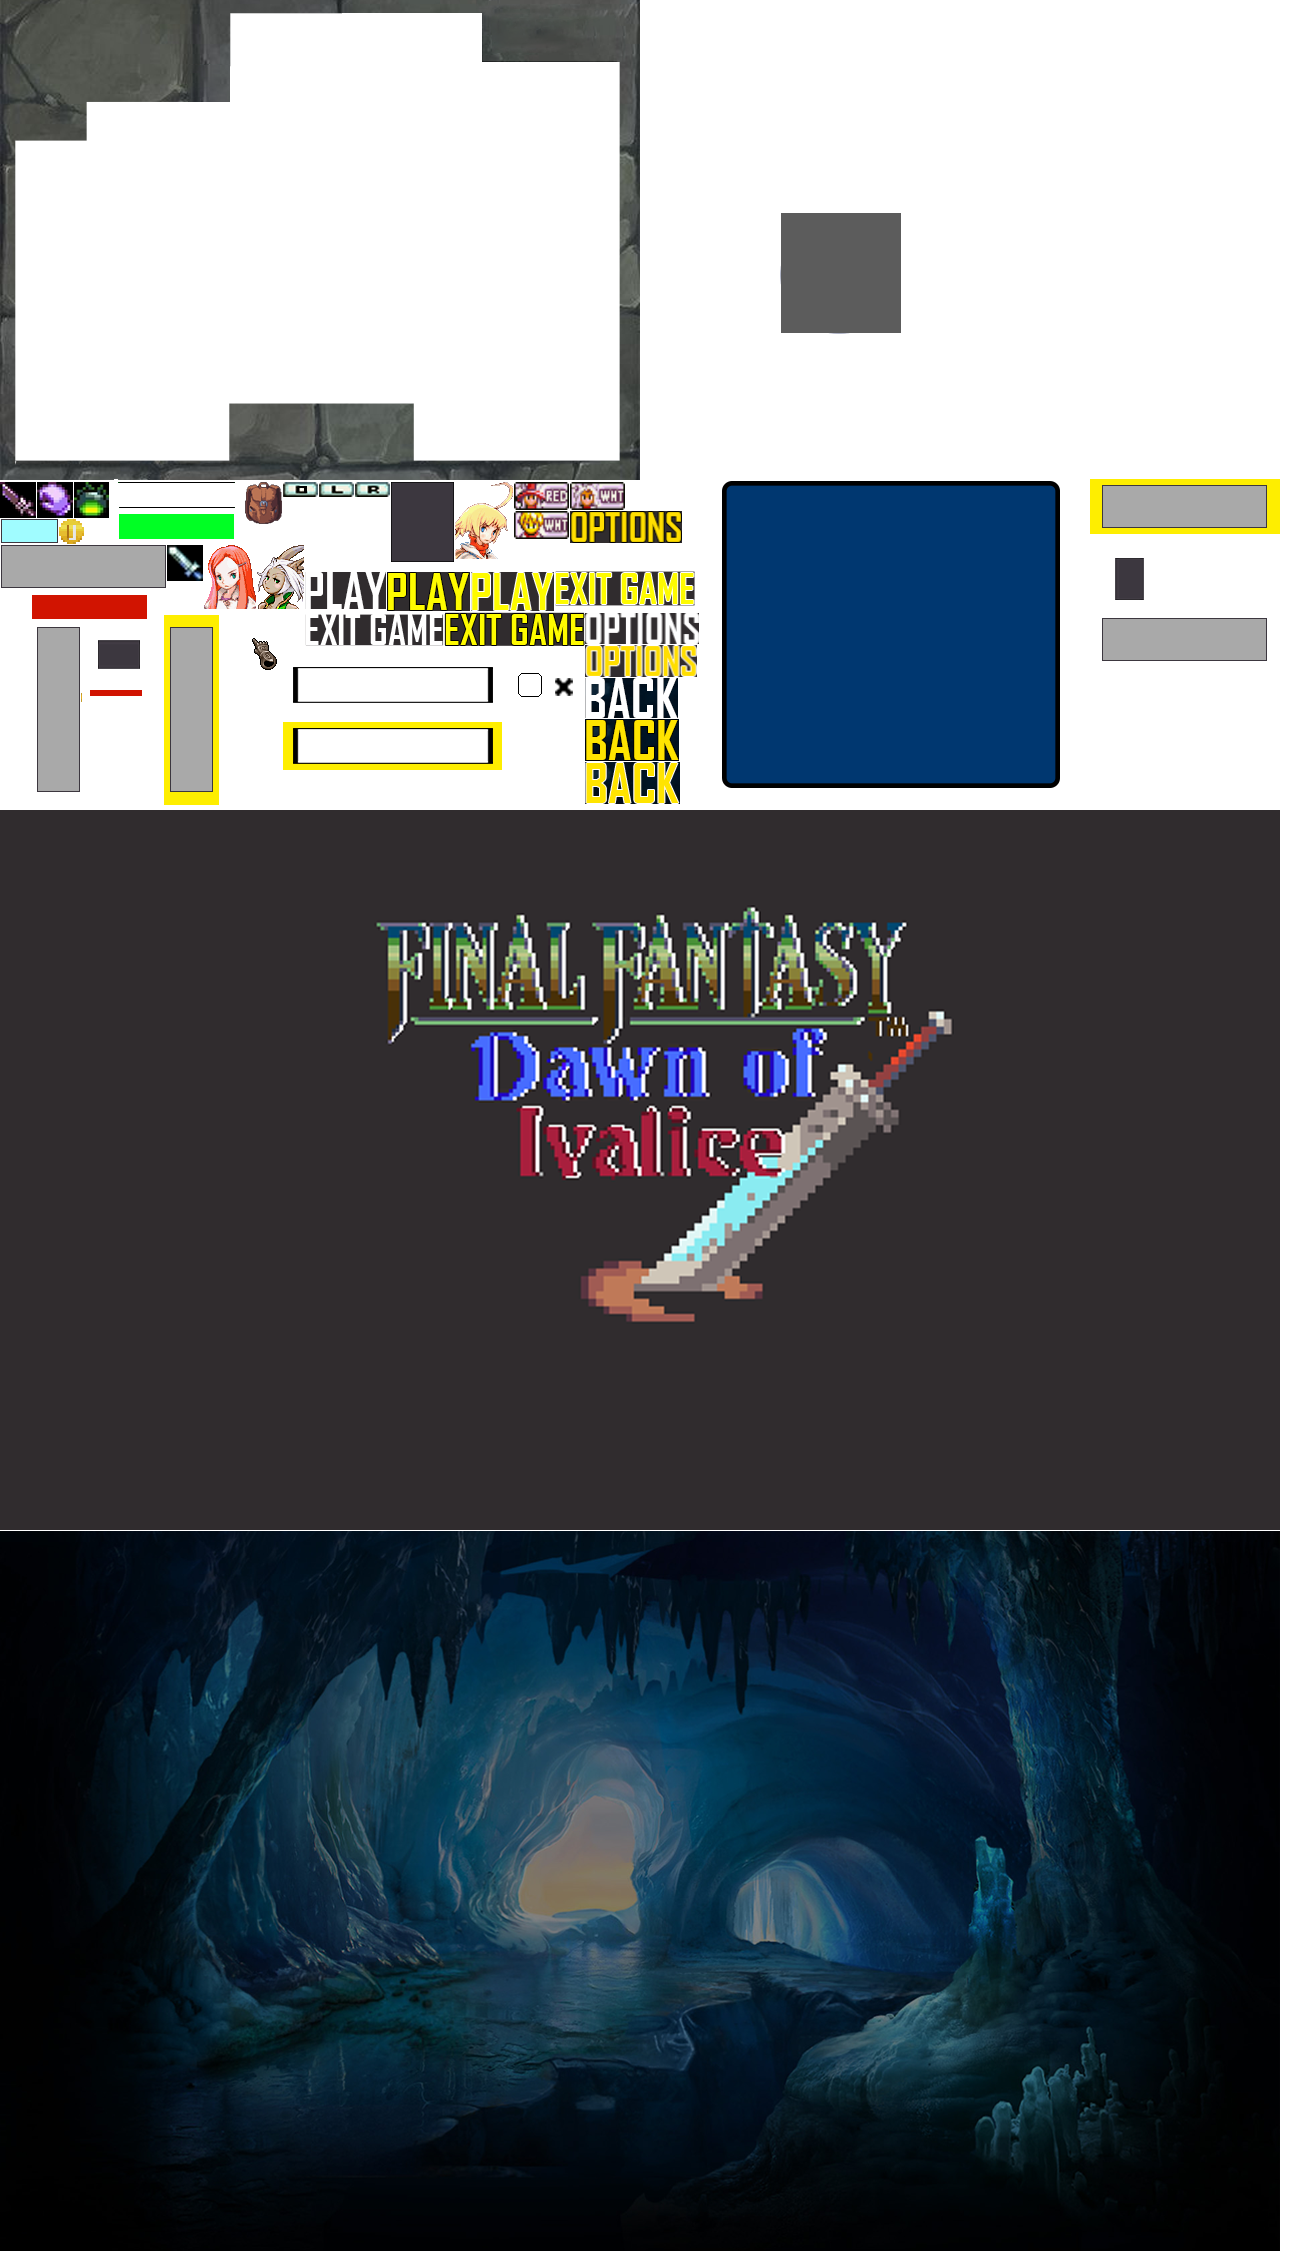 O L R
RED WHT
WHT OPTIONS
PLAY PLAY PLAY EXIT GAME
EXIT GAME EXIT GAME OPTIONS
OPTIONS
BACK
BACK
BACK
FINAL FANTASY
TM
Dawn of
Ivalice